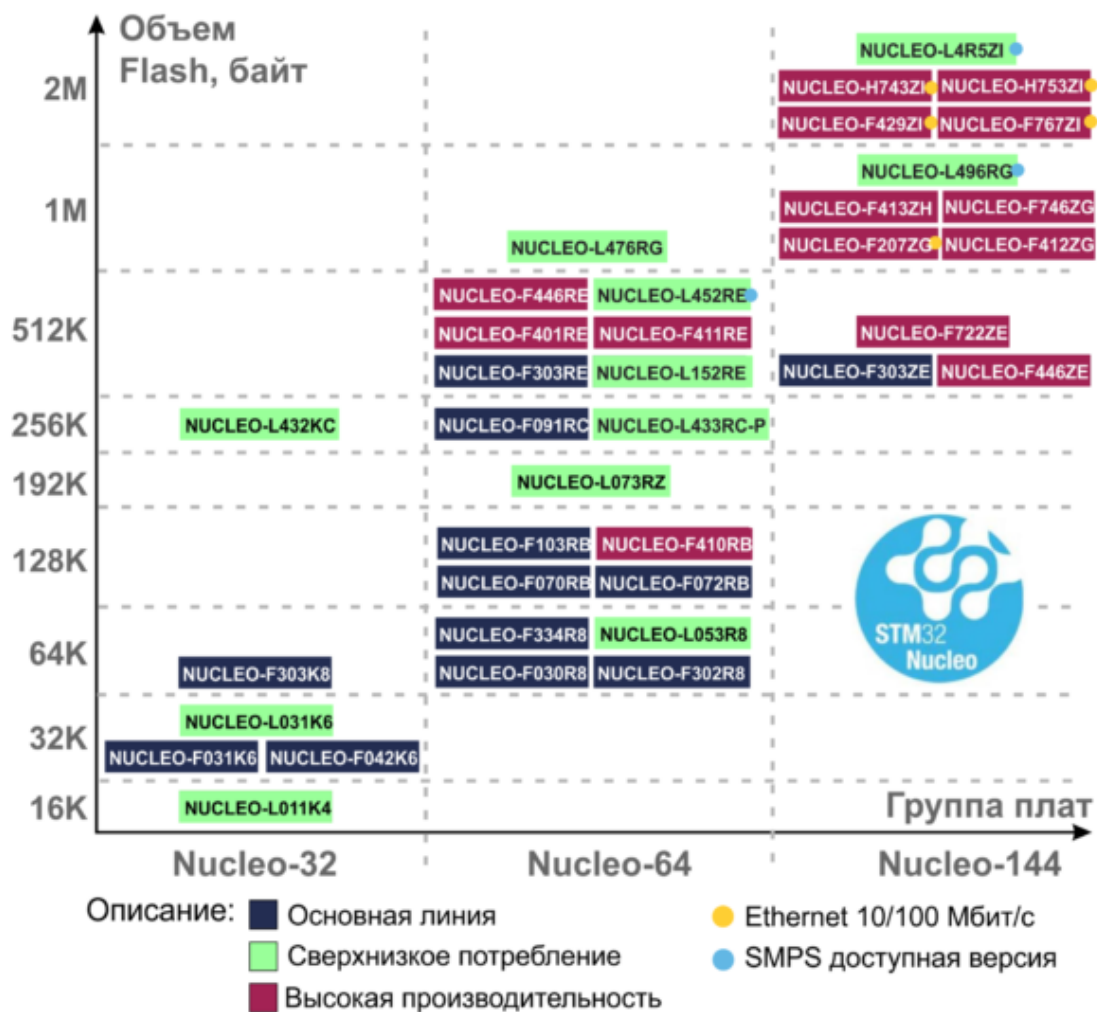 Объем
Flash, байт
2M
NUCLEO-L4R5ZI
NUCLEO-H743ZI NUCLEO-H753ZI
NUCLEO-F429ZI NUCLEO-F767ZI
1M
NUCLEO-L496RG
NUCLEO-F413ZH NUCLEO-F746ZG
NUCLEO-F207ZG NUCLEO-F412ZG
NUCLEO-L476RG
512K
NUCLEO-F446RE NUCLEO-L452RE
NUCLEO-F401RE NUCLEO-F411RE
NUCLEO-F303RE NUCLEO-L152RE
NUCLEO-F722ZE
NUCLEO-F303ZE NUCLEO-F446ZE
256K
NUCLEO-L432KC
NUCLEO-F091RC NUCLEO-L433RC-P
192K
NUCLEO-L073RZ
128K
NUCLEO-F103RB NUCLEO-F410RB
NUCLEO-F070RB NUCLEO-F072RB
64K
NUCLEO-F334R8 NUCLEO-L053R8
NUCLEO-F303K8
NUCLEO-F030R8 NUCLEO-F302R8
STM32
Nucleo
32K
NUCLEO-L031K6
NUCLEO-F031K6 NUCLEO-F042K6
16K
NUCLEO-L011K4
Группа плат
Nucleo-32 Nucleo-64 Nucleo-144
Описание:
Основная линия
Сверхнизкое потребление
Высокая производительность
Ethernet 10/100 Мбит/с
SMPS доступная версия